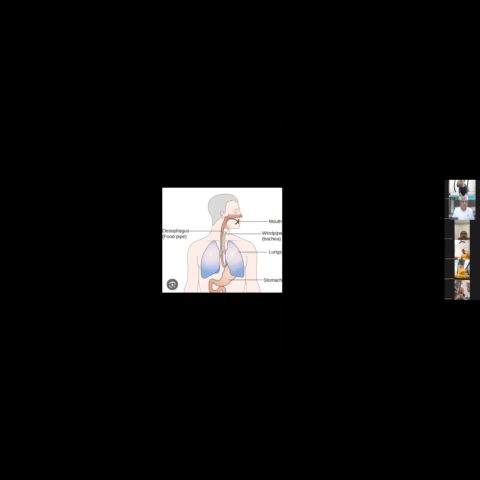 Mouth
Oesophagus
(Food pipe)
Windpipe
(trachea)
Lungs
Stomach